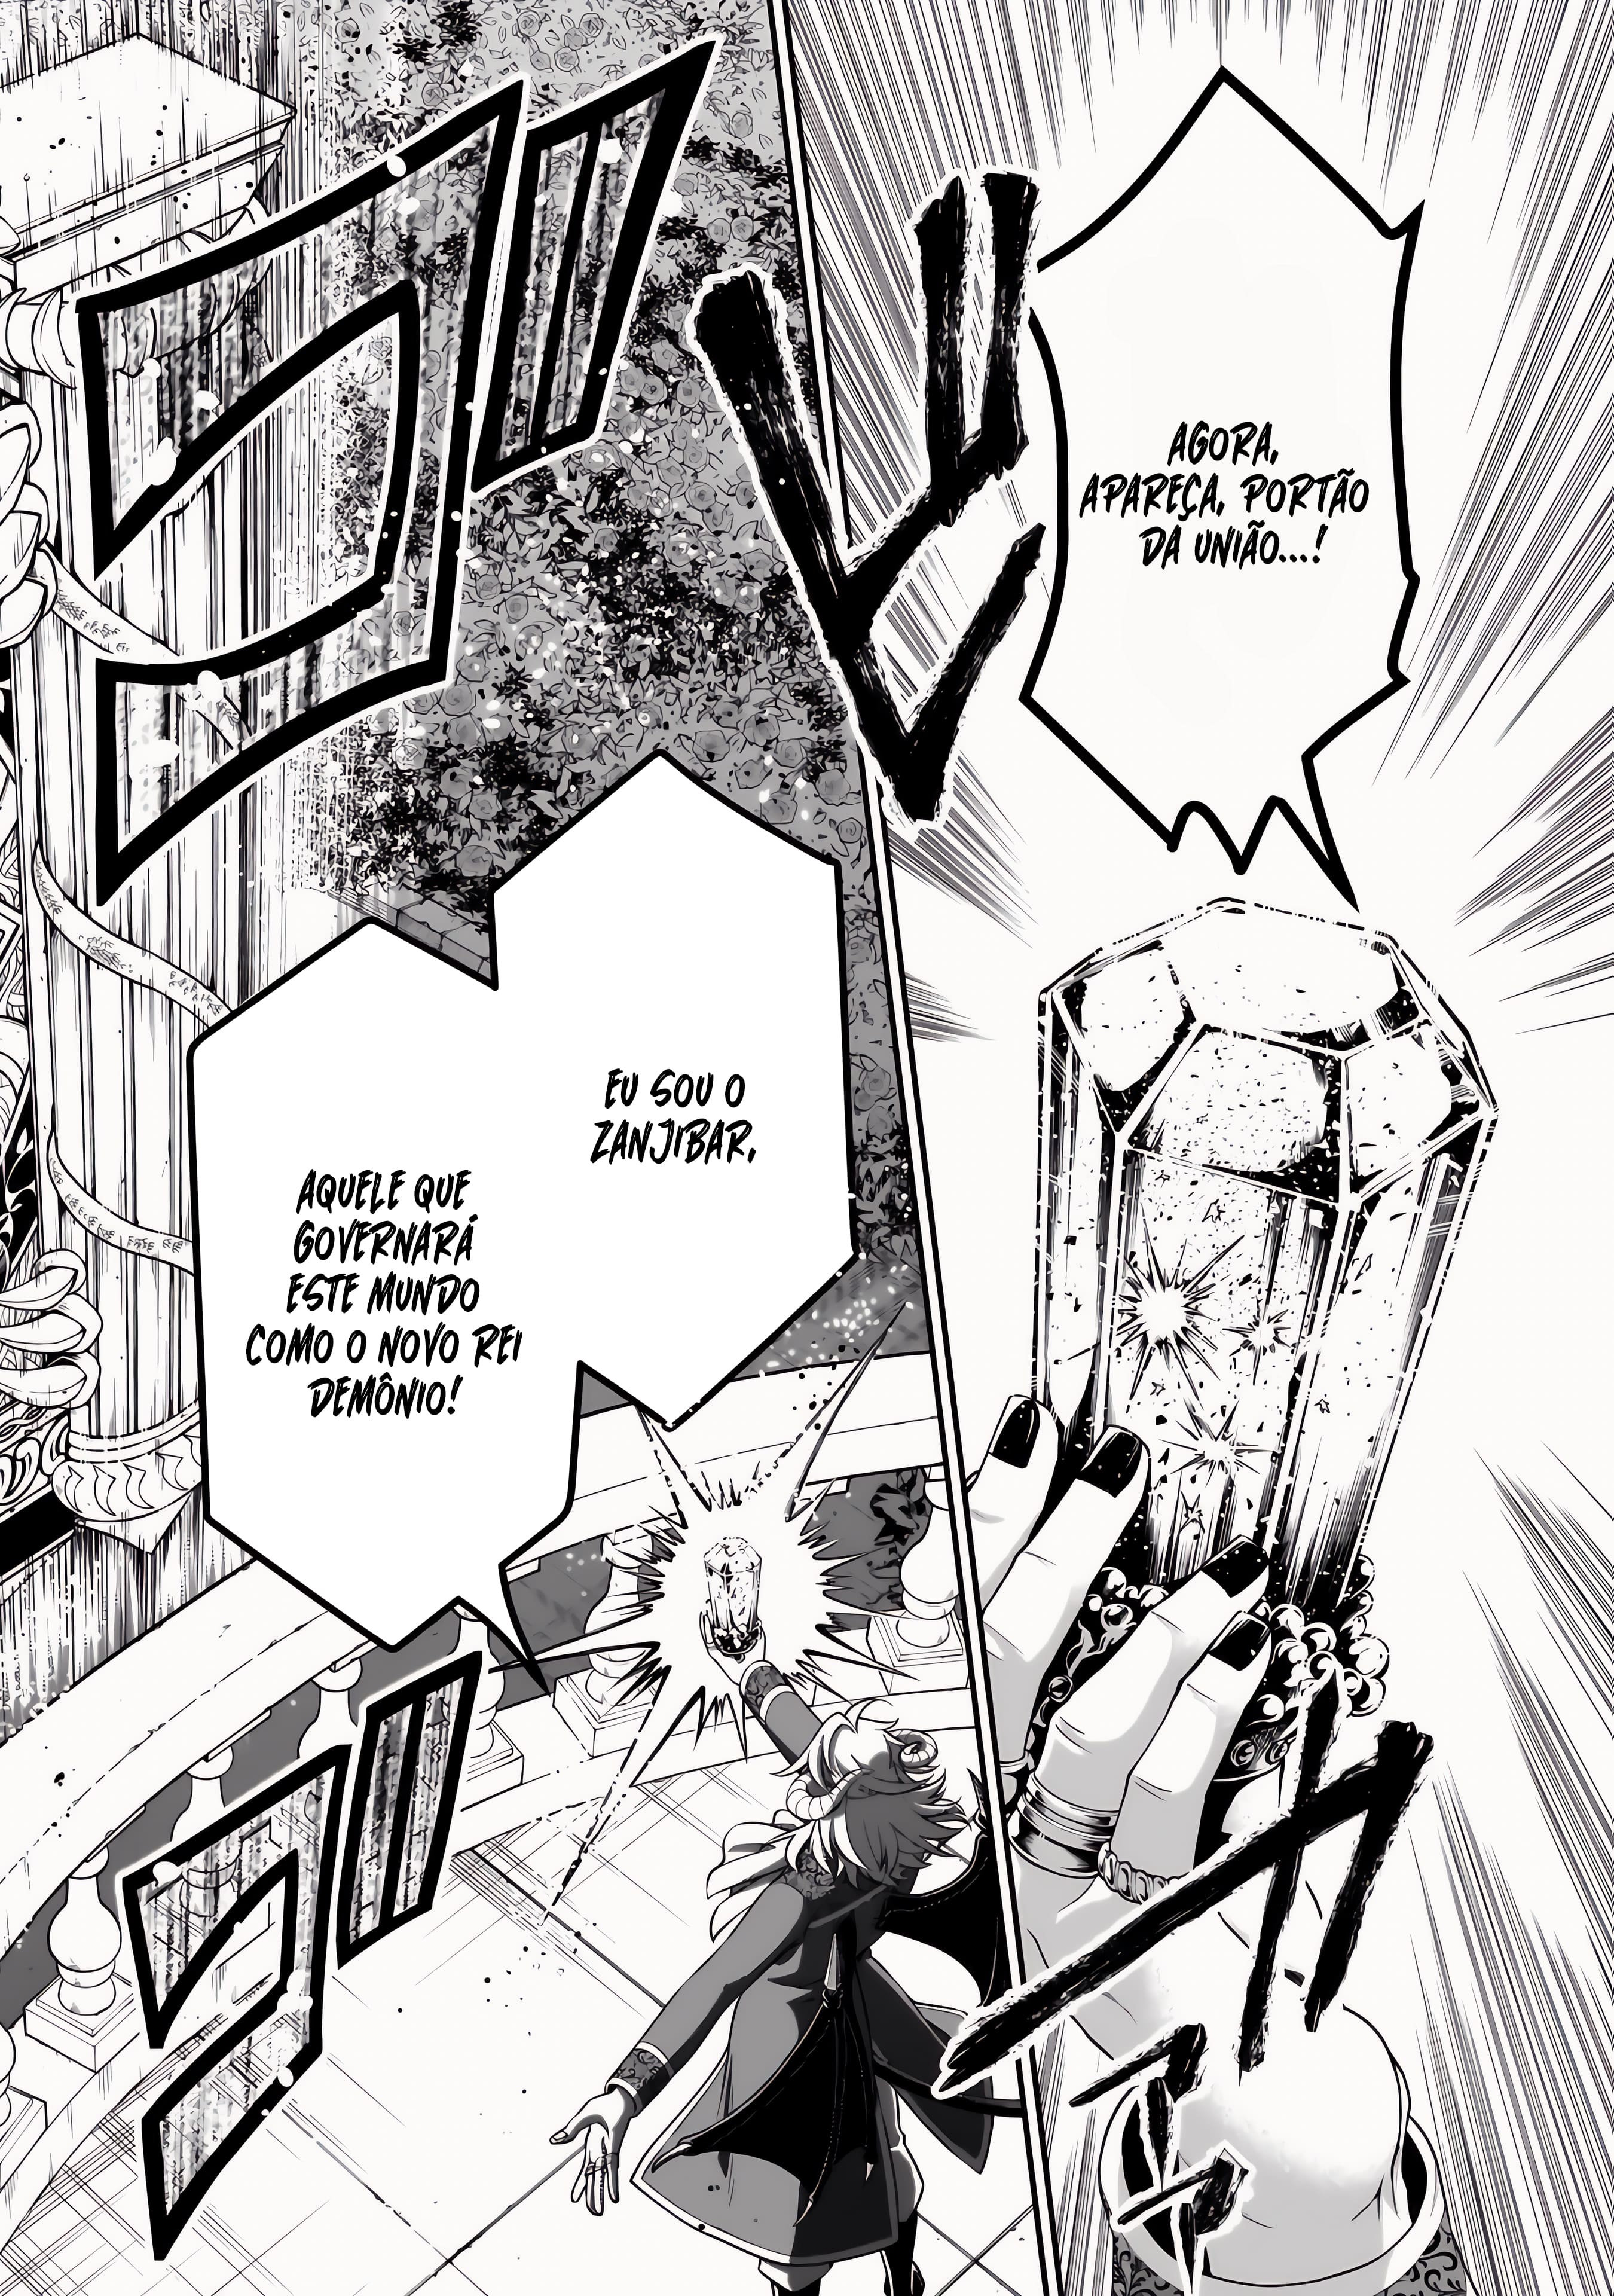 AGORA,
APAREÇA, PORTÃO
DA UNIÃO...!
EU SOU O
ZANJIBAR,
AQUELE QUE
GOVERNARÁ
ESTE MUNDO
COMO O NOVO REI
DEMÔNIO!